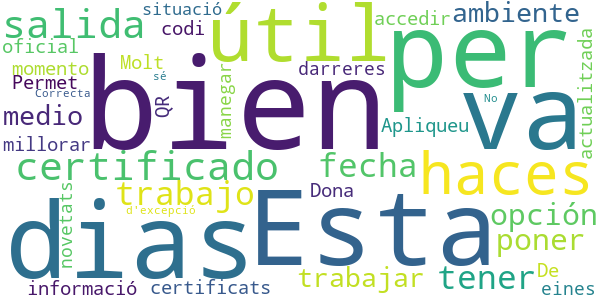 situació
salida
codi
útil
per
accedir
ambiente
oficial
momento
Molt
darreres
Permet
sé
bien
QR
manegar
va
actualitzada
Correcta
No
medio
Apliqueu
millorar
certificado
fecha
haces
trabajo
Dona
dias
Esta
novetats
d'excepció
opción
poner
trabajar
tener
De
informació
certificats
eines